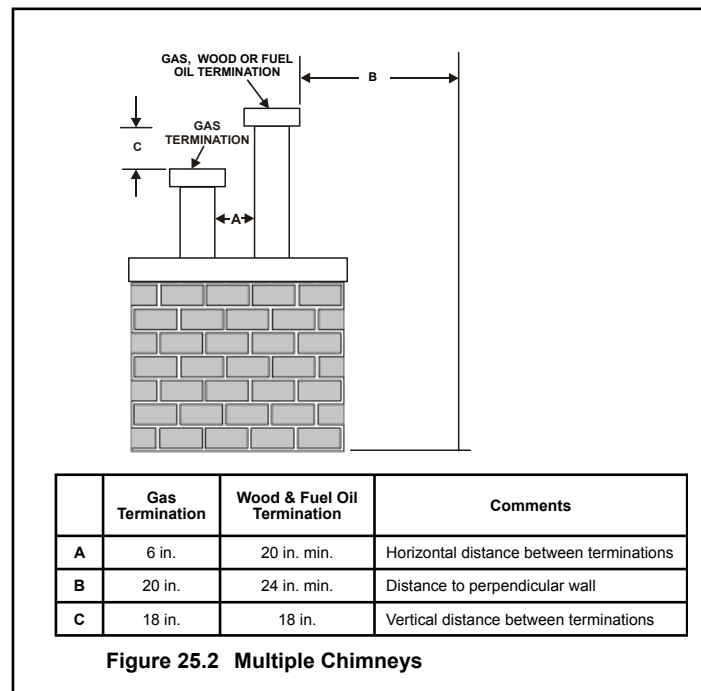 GAS, WOOD OR FUEL
OIL TERMINATION
B
GAS
TERMINATION
C
A
Gas
Termination
Wood & Fuel Oil
Termination
Comments
A 6 in. 20 in. min. Horizontal distance between terminations
B 20 in. 24 in. min. Distance to perpendicular wall
C 18 in. 18 in. Vertical distance between terminations
Figure 25.2 Multiple Chimneys